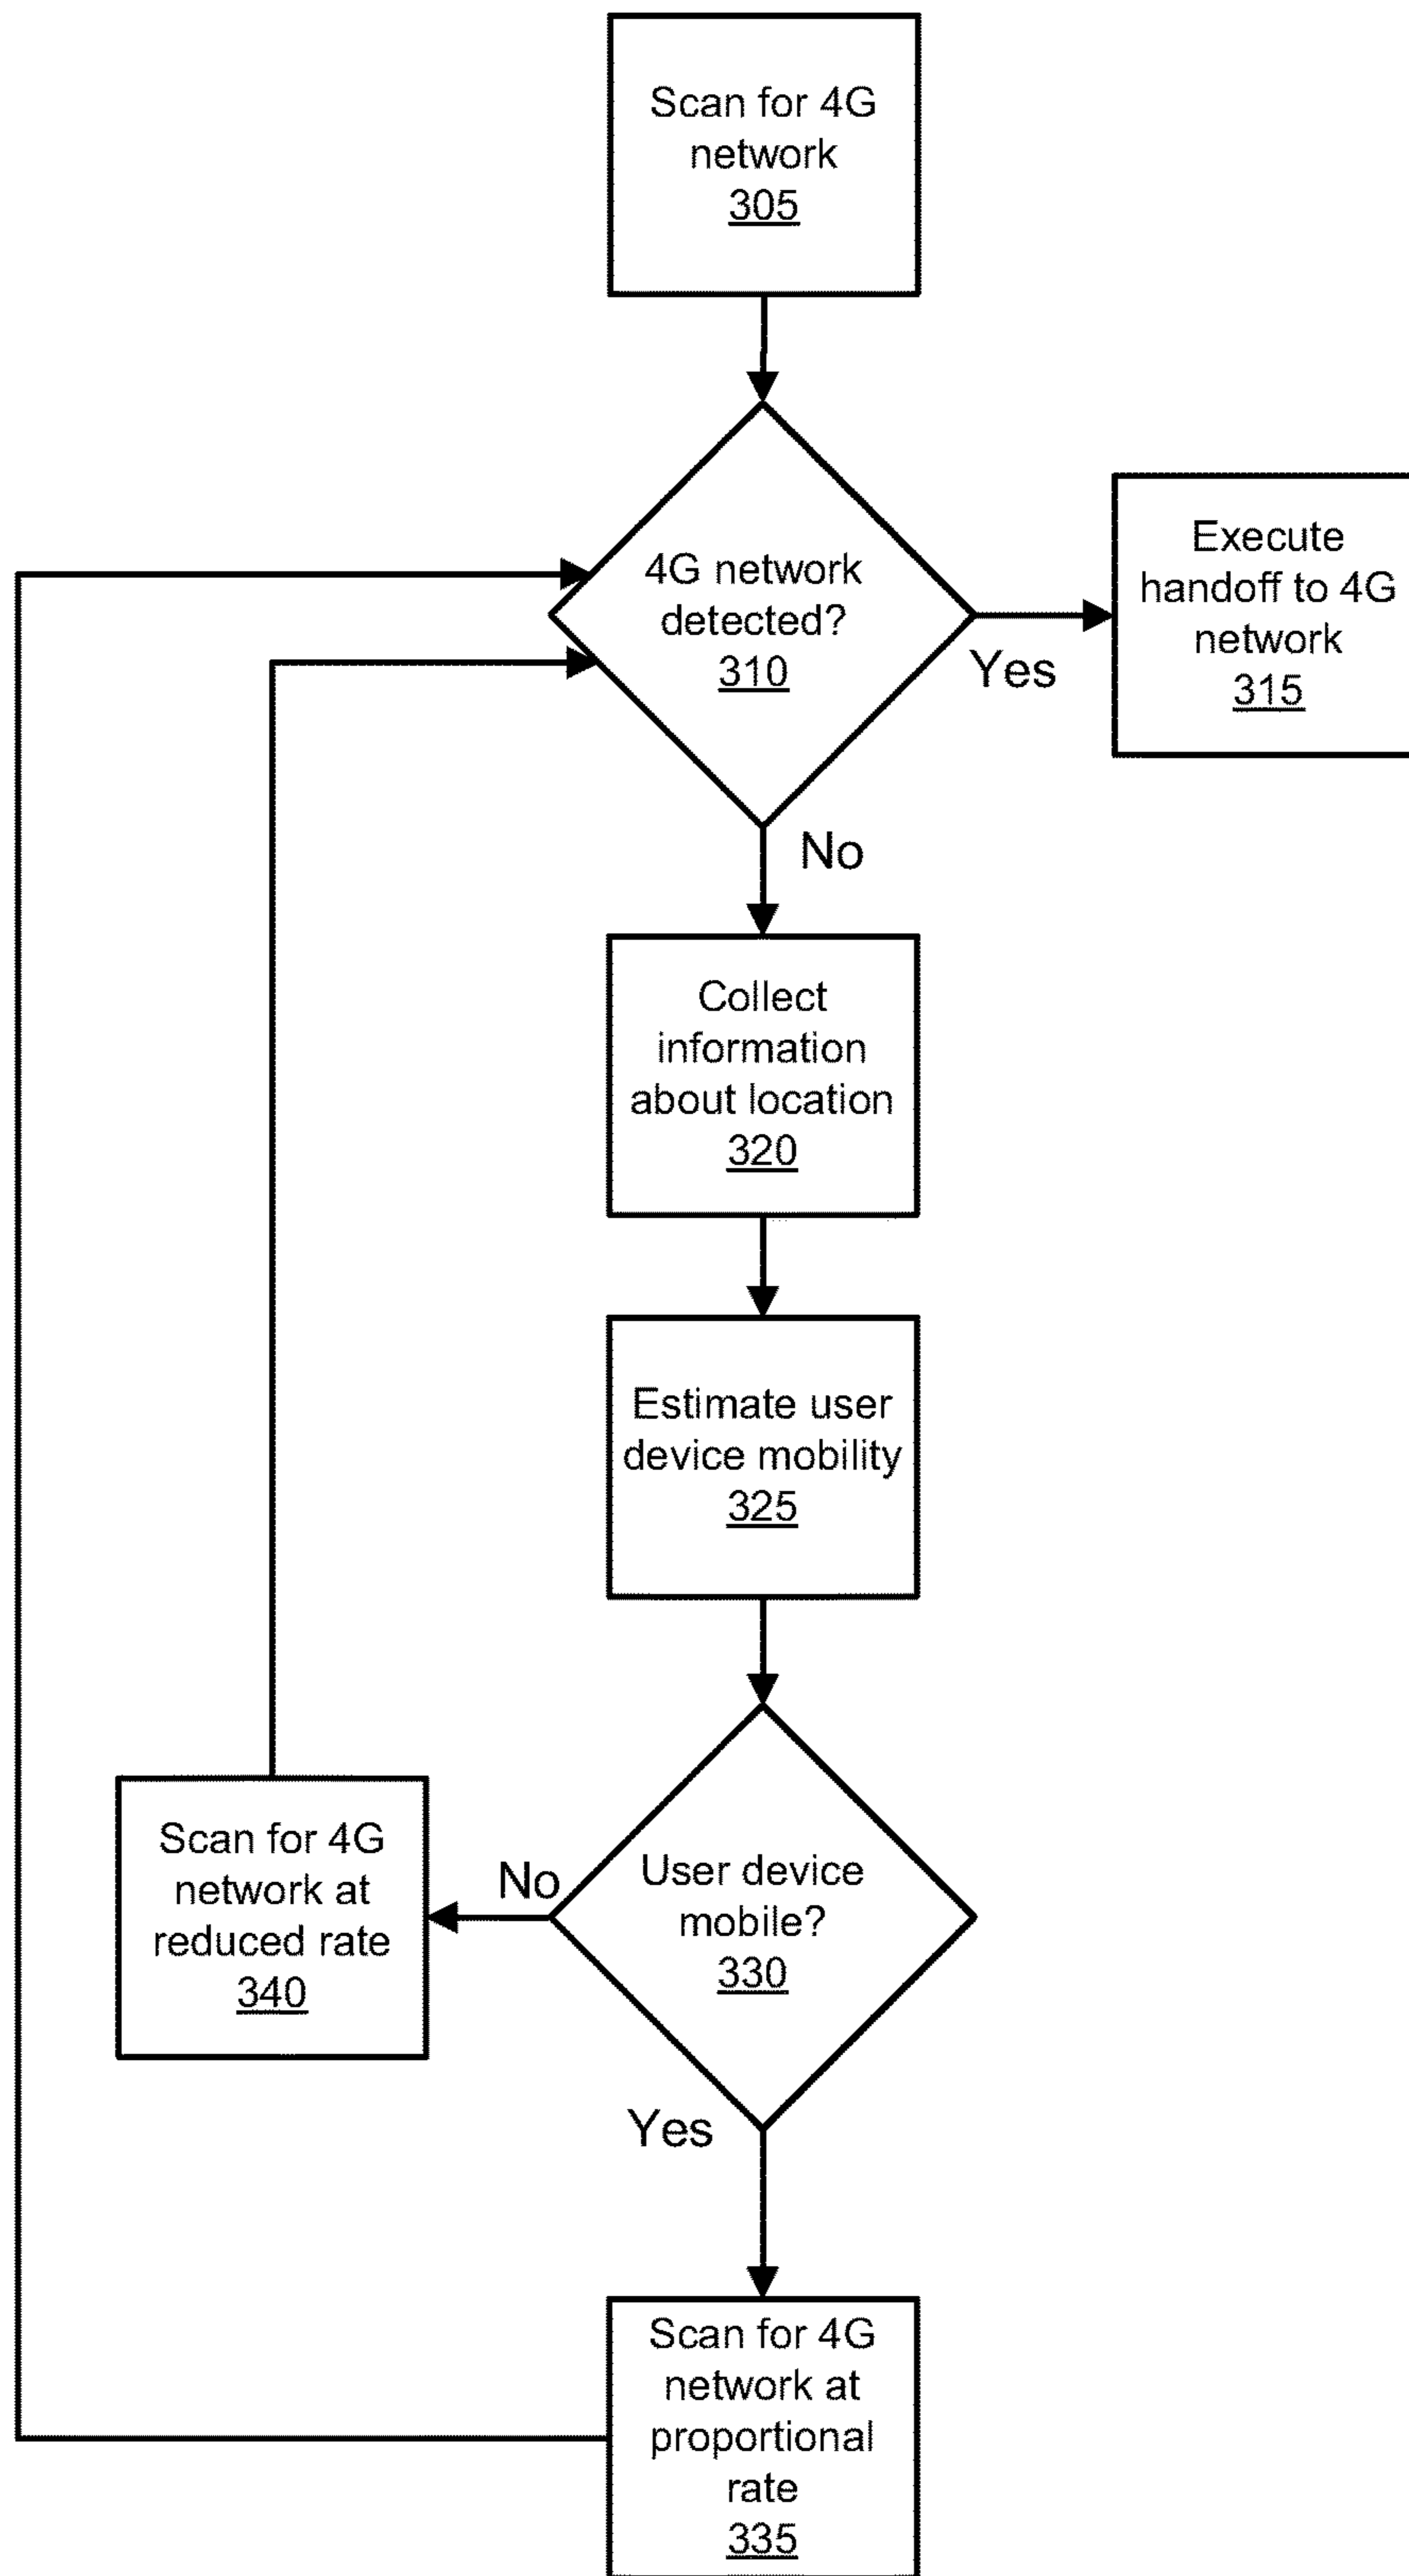 Scan for 4G
network
305
4G network
detected?
310
Yes
Execute
handoff to 4G
network
315
No
Collect
information
about location
320
Estimate user
device mobility
325
User device
mobile?
330
No
Scan for 4G
network at
reduced rate
340
Yes
Scan for 4G
network at
proportional
rate
335